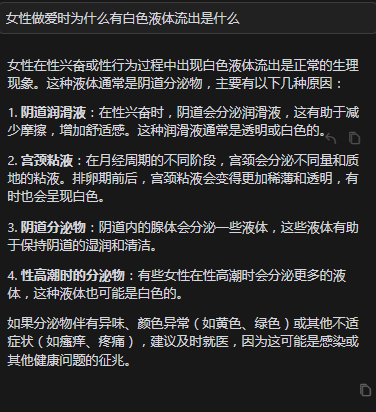 女性做爱时为什么有白色液体流出是什么
女性在性兴奋或性行为过程中出现白色液体流出是正常的生理
现象。这种液体通常是阴道分泌物，主要有以下几种原因：
1. 阴道润滑液：在性兴奋时，阴道会分泌润滑液，这有助于减
少摩擦，增加舒适感。这种润滑液通常是透明或白色的。
2. 宫颈粘液：在月经周期的不同阶段，宫颈会分泌不同量和质
地的粘液。排卵期前后，宫颈粘液会变得更加稀薄和透明，有
时也会呈现白色。
3. 阴道分泌物：阴道内的腺体会分泌一些液体，这些液体有助
于保持阴道的湿润和清洁。
4. 性高潮时的分泌物：有些女性在性高潮时会分泌更多的液
体，这种液体也可能是白色的。
如果分泌物伴有异味、颜色异常（如黄色、绿色）或其他不适
症状（如瘙痒、疼痛），建议及时就医，因为这可能是感染或
其他健康问题的征兆。